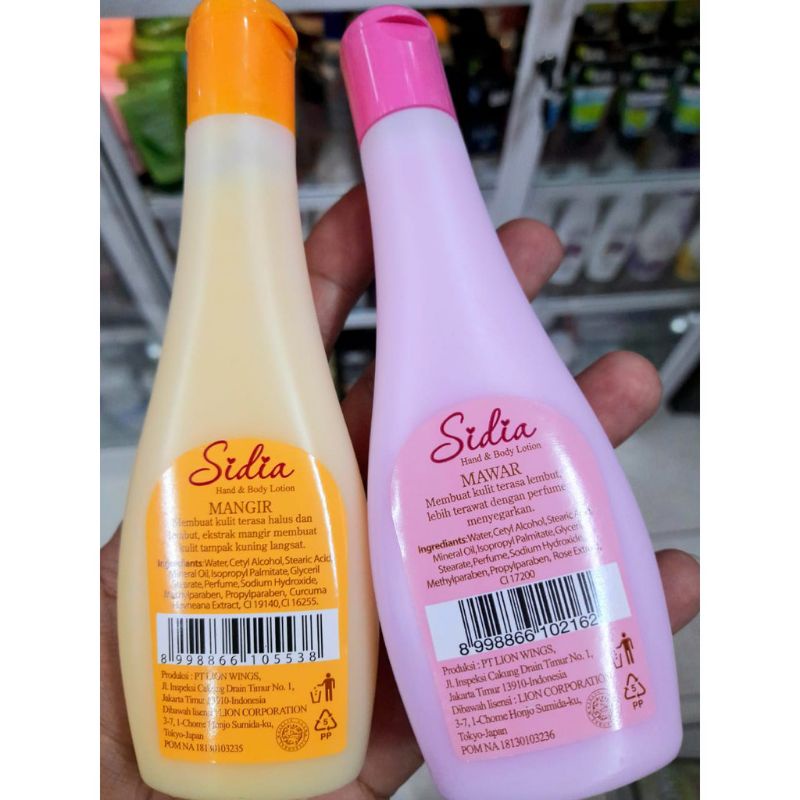 Sidia
Hand & Body Lotion
MANGIR
Membuat kulit terasa halus dan
lembut, ekstrak mangir membuat
kulit tampak kuning langsat.
Ingrediants:Water, Cetyl Alcohol, Stearic Acid,
Mineral Oil, Isopropyl Palmitate, Glyceril
Stearate, Perfume, Sodium Hydroxide,
Methylparaben, Propylparaben, Curcuma
Heyneana Extract, CI 19140, CI 16255.
8 998866 105538
Produksi : PT LION WINGS,
Jl. Inspeksi Cakung Drain Timur No. 1,
Jakarta Timur 13910-Indonesia
Dibawah lisensi : LION CORPORATION
3-7, 1-Chome Honjo Sumida-ku,
Tokyo-Japan
POM NA 18130103235
5
PP
Sidia
Hand & Body Lotion
MAWAR
Membuat kulit terasa lembut,
lebih terawat dengan perfume
menyegarkan.
Ingrediants:Water, Cetyl Alcohol, Stearic Acid,
Mineral Oil, Isopropyl Palmitate, Glyceril
Stearate, Perfume, Sodium Hydroxide,
Methylparaben, Propylparaben, Rose Extract,
CI 17200
8 998866 102162
Produksi : PT LION WINGS,
Jl. Inspeksi Cakung Drain Timur No. 1,
Jakarta Timur 13910-Indonesia
Dibawah lisensi : LION CORPORATION
3-7, 1-Chome Honjo Sumida-ku,
Tokyo-Japan
POM NA 18130103236
5
PP